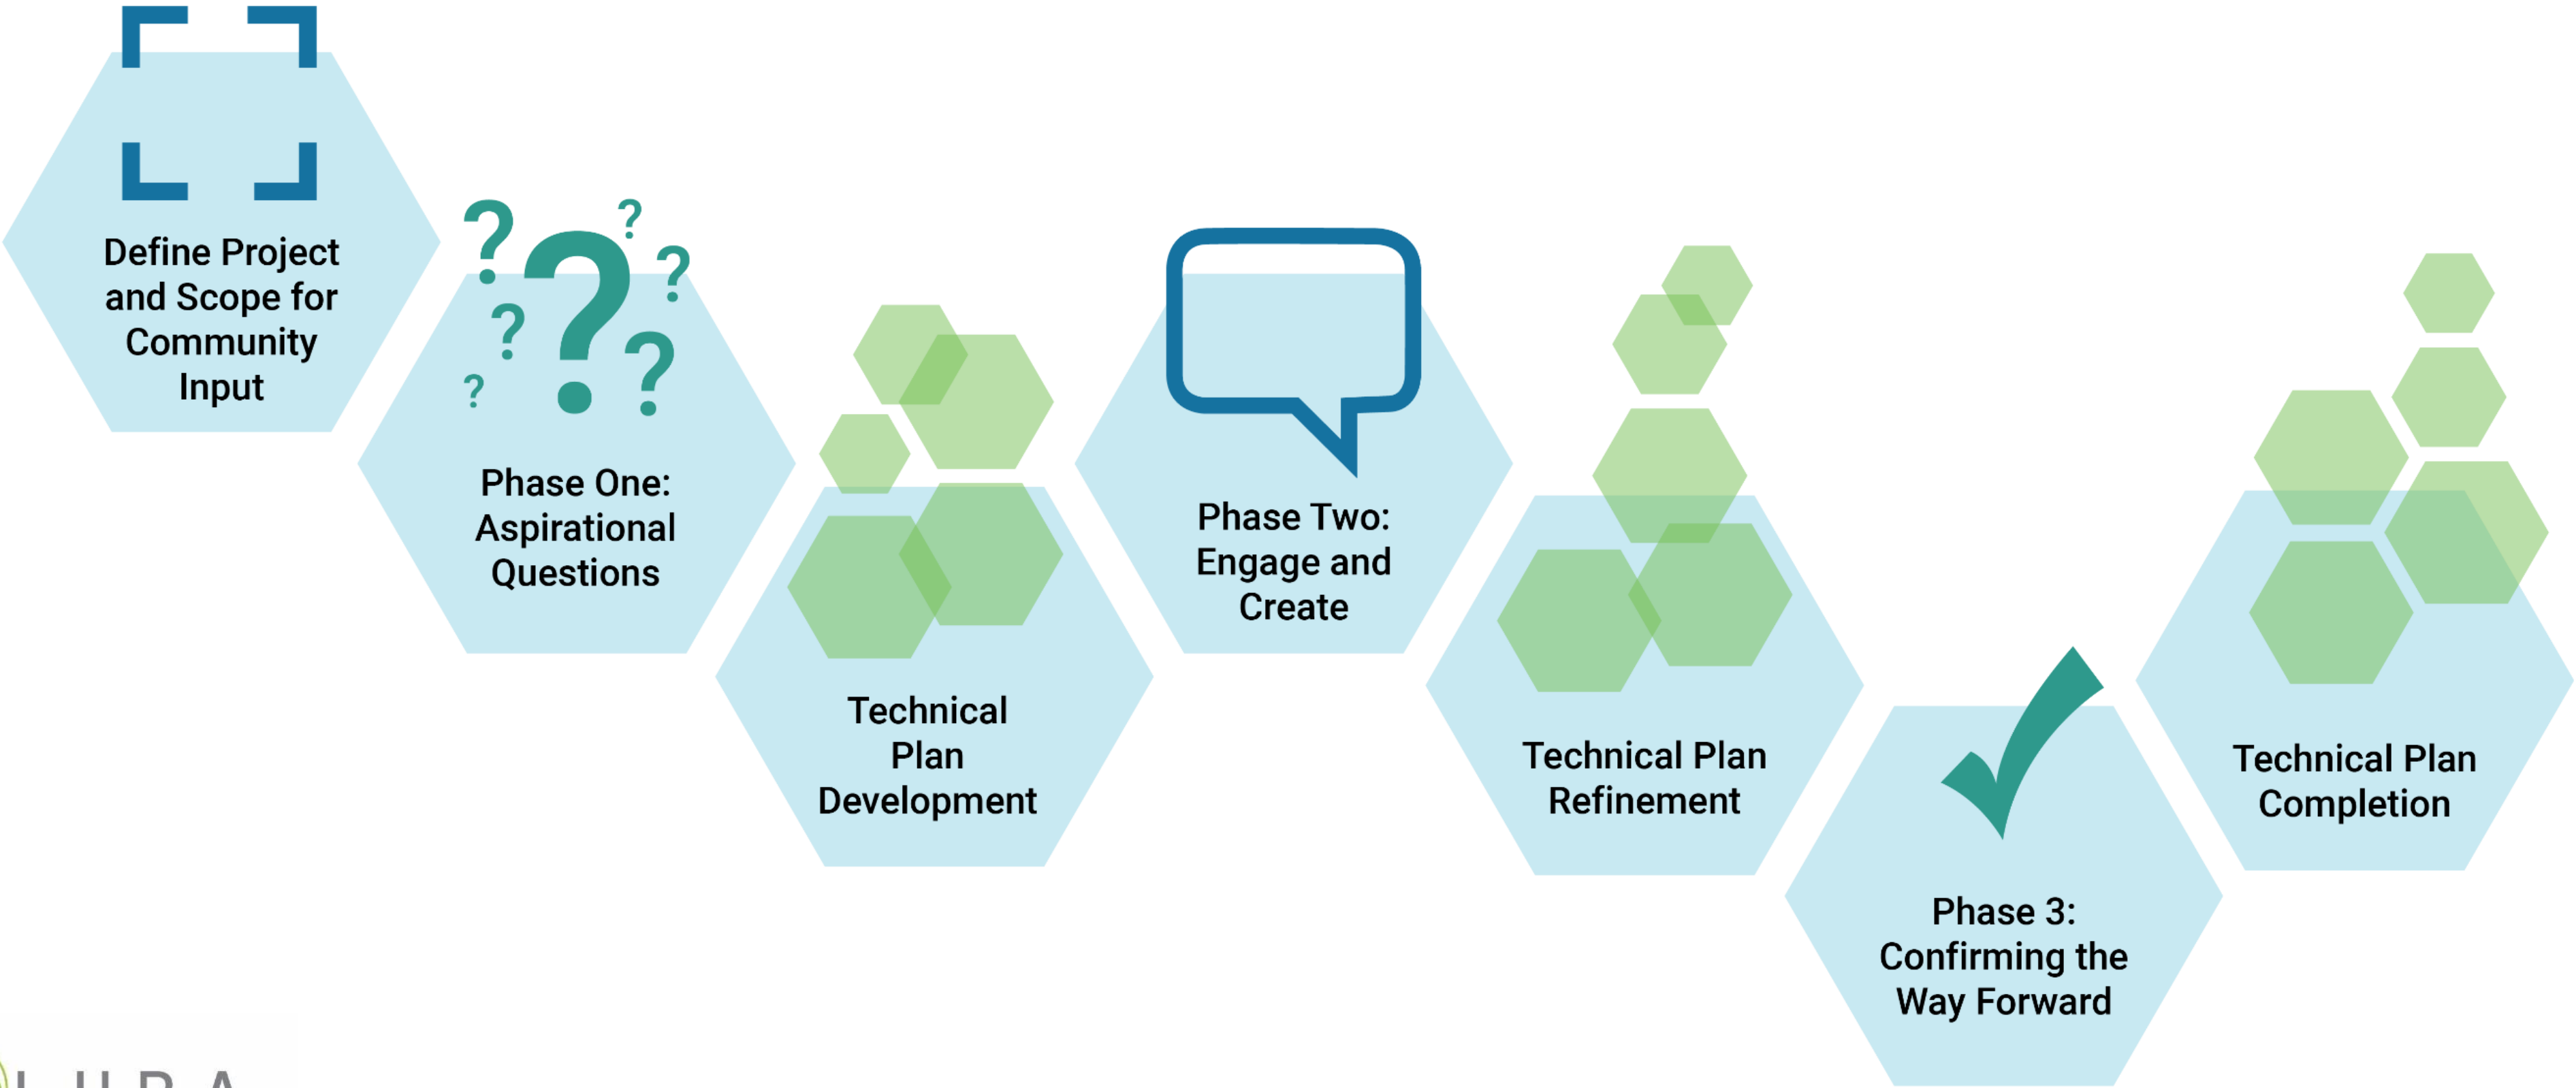 Define Project
and Scope for
Community
Input
Phase One:
Aspirational
Questions
Technical
Plan
Development
Phase Two:
Engage and
Create
Technical Plan
Refinement
Phase 3:
Confirming the
Way Forward
Technical Plan
Completion